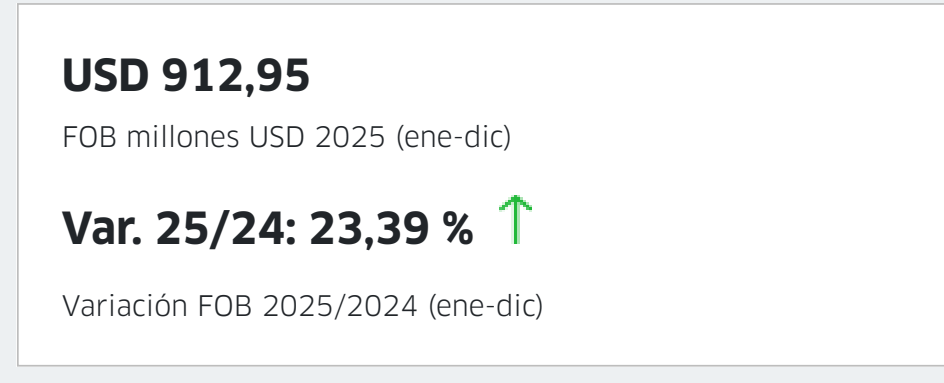 USD 912,95
FOB millones USD 2025 (ene-dic)
Var. 25/24: 23,39 % ↑
Variación FOB 2025/2024 (ene-dic)